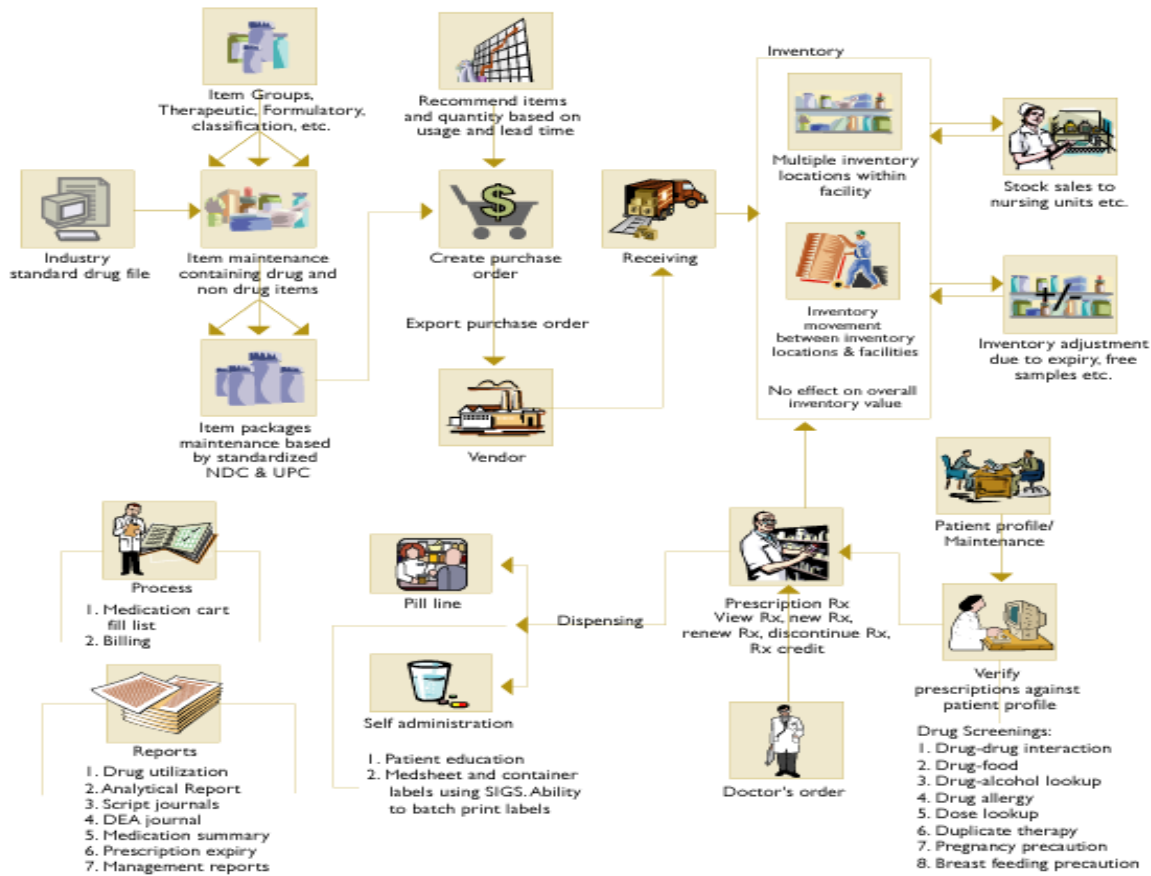 Item Groups,
Therapeutic, Formulatory,
classification, etc.
Recommend items
and quantity based on
usage and lead time
Inventory
Multiple inventory
locations within
facility
Stock sales to
nursing units etc.
Industry
standard drug file
Item maintenance
containing drug and
non drug items
$
Create purchase
order
Receiving
Inventory
movement
between inventory
locations & facilities
+/-
Inventory adjustment
due to expiry, free
samples etc.
Export purchase order
No effect on overall
inventory value
Item packages
maintenance based
by standardized
NDC & UPC
Vendor
Patient profile/
Maintenance
Process
1. Medication cart
fill list
2. Billing
Pill line
Dispensing
Prescription Rx
View Rx, new Rx,
renew Rx, discontinue Rx,
Rx credit
Verify
prescriptions against
patient profile
Self administration
1. Patient education
2. Medsheet and container
labels using SIGS. Ability
to batch print labels
Doctor's order
Drug Screenings:
1. Drug-drug interaction
2. Drug-food
3. Drug-alcohol lookup
4. Drug allergy
5. Dose lookup
6. Duplicate therapy
7. Pregnancy precaution
8. Breast feeding precaution
Reports
1. Drug utilization
2. Analytical Report
3. Script journals
4. DEA journal
5. Medication summary
6. Prescription expiry
7. Management reports